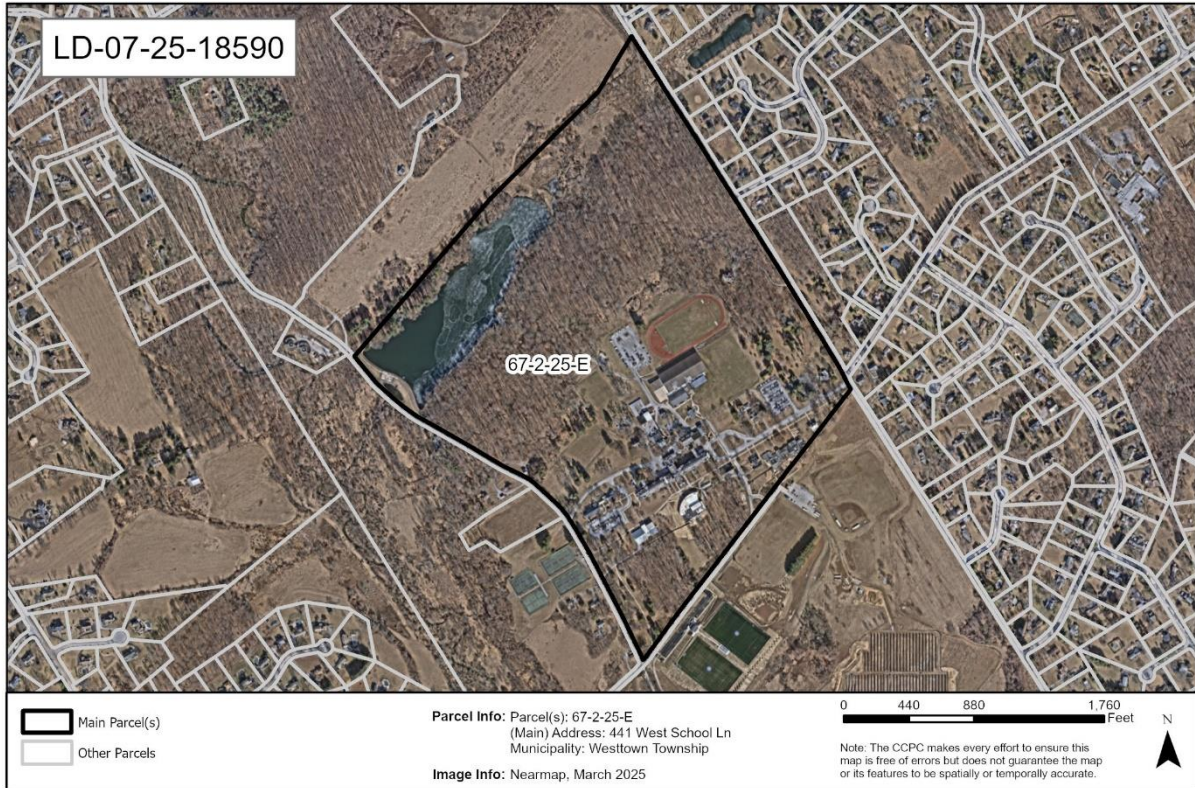 LD-07-25-18590
67-2-25-E
Main Parcel(s)
Other Parcels
Parcel Info: Parcel(s): 67-2-25-E
(Main) Address: 441 West School Ln
Municipality: Westtown Township
Image Info: Nearmap, March 2025
0 440 880 1,760
Feet
N
Note: The CCPC makes every effort to ensure this
map is free of errors but does not guarantee the map
or its features to be spatially or temporally accurate.